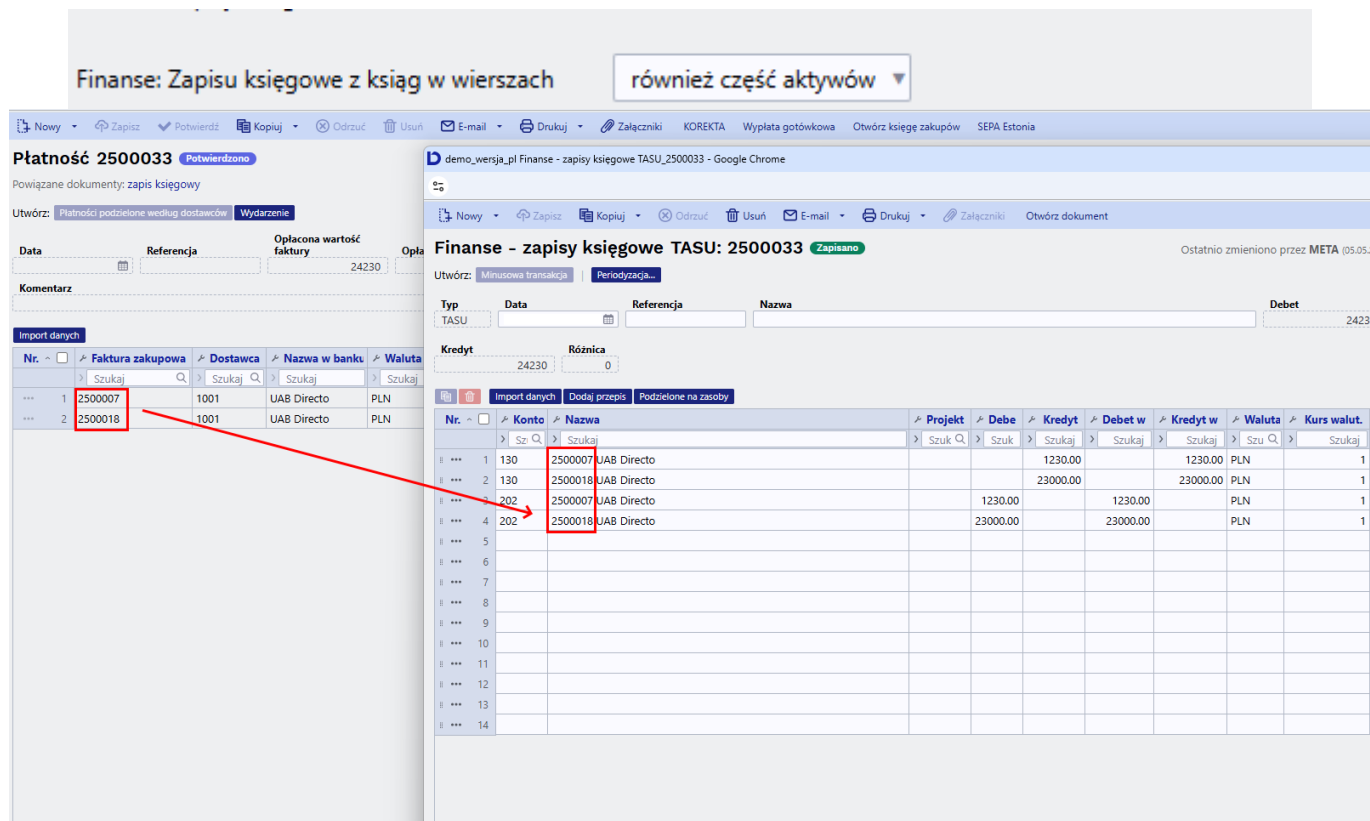 Finanse: Zapisu księgowe z ksiąg w wierszach również część aktywów
Nowy Zapisz Potwierdź Kopiuj Odrzuć Usuń E-mail Drukuj Załączniki KOREKTA Wypłata gotówkowa Otwórz księgę zakupów SEPA Estonia
Płatność 2500033 Potwierdzono
Powiązane dokumenty: zapis księgowy
Utwórz: Płatności podzielone według dostawców Wydarzenie
Data Referencja Opłacona wartość faktury Opła
24230
Komentarz
Import danych
Nr. Faktura zakupowa Dostawca Nazwa w banku Waluta
Szukaj Szukaj Szukaj Szukaj
1 2500007 1001 UAB Directo PLN
2 2500018 1001 UAB Directo PLN
demo_wersja_pl Finanse - zapisy księgowe TASU_2500033 - Google Chrome
Nowy Zapisz Kopiuj Odrzuć Usuń E-mail Drukuj Załączniki Otwórz dokument
Finanse - zapisy księgowe TASU: 2500033 Zapisano Ostatnio zmieniono przez META (05.05.
Utwórz: Minusowa transakcja | Periodyzacja...
Typ Data Referencja Nazwa Debet
TASU 2423
Kredyt Różnica
24230 0
Import danych Dodaj przepis Podzielone na zasoby
Nr. Konto Nazwa Projekt Debe Kredyt Debet w Kredyt w Waluta Kurs walut.
Sz Szukaj Szuk Szuk Szukaj Szukaj Szukaj Szu Szukaj
1 130 2500007 UAB Directo 1230.00 1230.00 PLN 1
2 130 2500018 UAB Directo 23000.00 23000.00 PLN 1
3 202 2500007 UAB Directo 1230.00 1230.00 PLN 1
4 202 2500018 UAB Directo 23000.00 23000.00 PLN 1
5
6
7
8
9
10
11
12
13
14